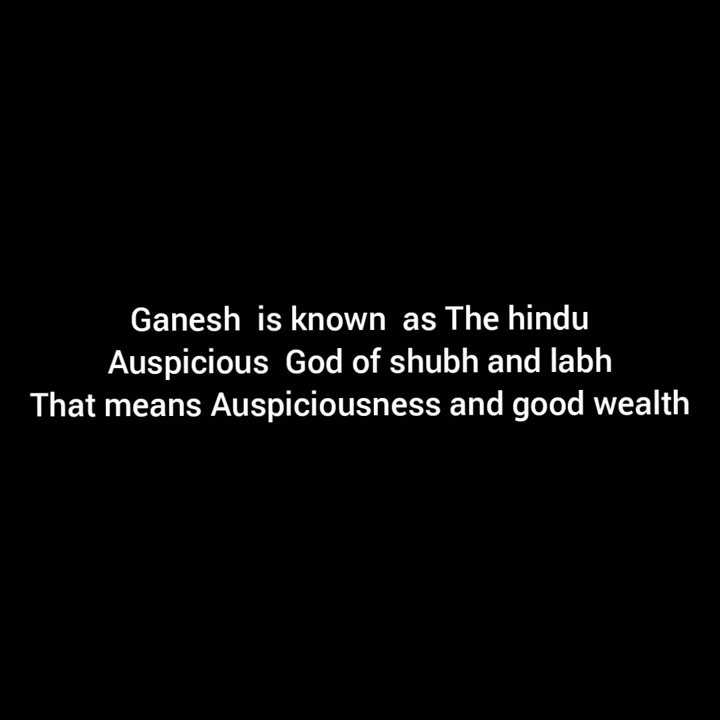 Ganesh  is known  as The hindu
Auspicious  God of shubh and labh
That means Auspiciousness and good wealth